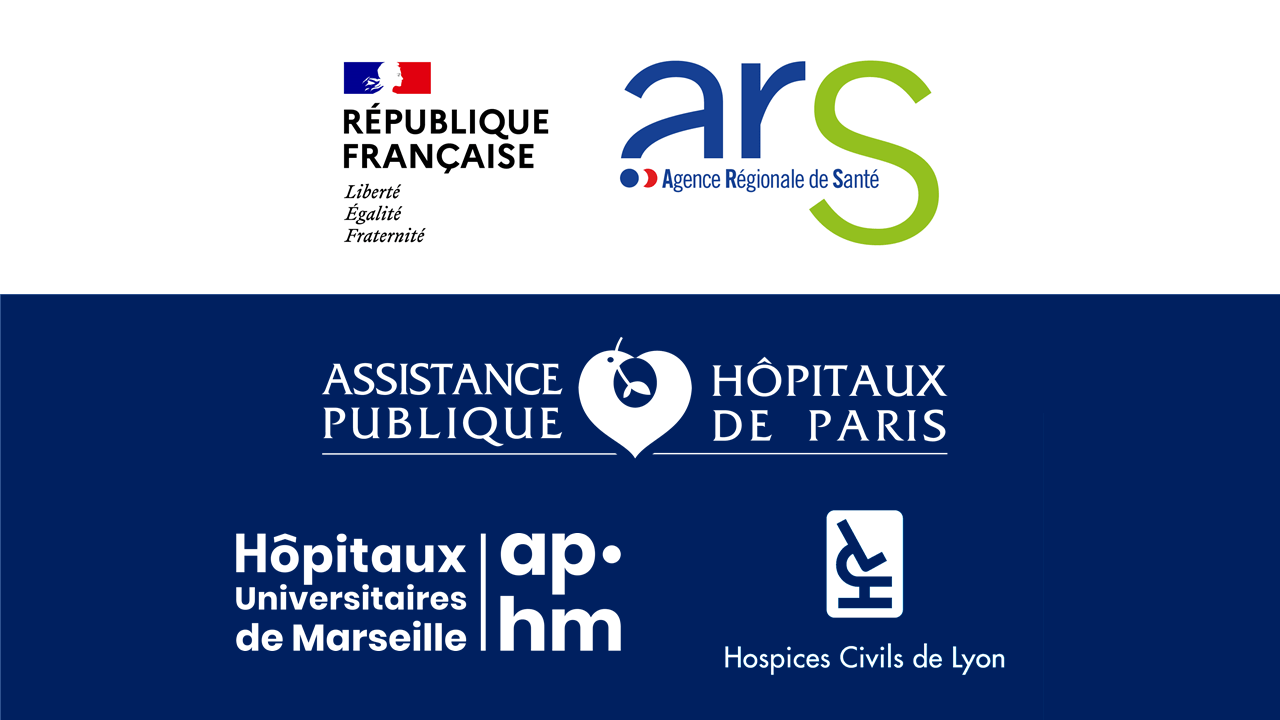 RÉPUBLIQUE
FRANÇAISE
Liberté
Égalité
Fraternité
ars
Agence Régionale de Santé
ASSISTANCE
PUBLIQUE
HÔPITAUX
DE PARIS
Hôpitaux
Universitaires
de Marseille
ap•
hm
Hospices Civils de Lyon